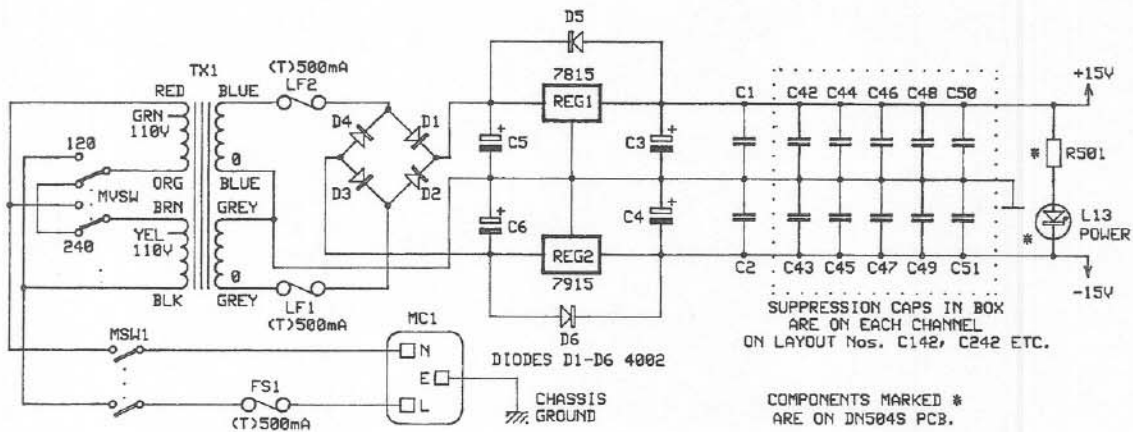 D5
TX1
(T)500mA
LF2
7815
REG1
+15V
RED
BLUE
GRN
110V
D4
D1
C5
+
C3
+
C1
C42
C44
C46
C48
C50
120
0
* R501
ORG
BLUE
D3
D2
MVSW
BRN
GREY
C6
+
C4
+
L13
POWER
*
YEL
110V
240
0
REG2
7915
C2
C43
C45
C47
C49
C51
-15V
BLK
GREY
LF1
(T)500mA
D6
SUPPRESSION CAPS IN BOX
ARE ON EACH CHANNEL
ON LAYOUT Nos. C142, C242 ETC.
MSW1
MC1
DIODES D1-D6 4002
N
E
L
FS1
(T)500mA
CHASSIS
GROUND
COMPONENTS MARKED *
ARE ON DN504S PCB.